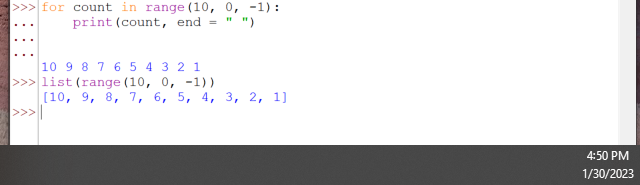 >>> for count in range(10, 0, -1):
...     print(count, end = " ")
...
...
10 9 8 7 6 5 4 3 2 1
>>> list(range(10, 0, -1))
[10, 9, 8, 7, 6, 5, 4, 3, 2, 1]
>>>
4:50 PM
1/30/2023